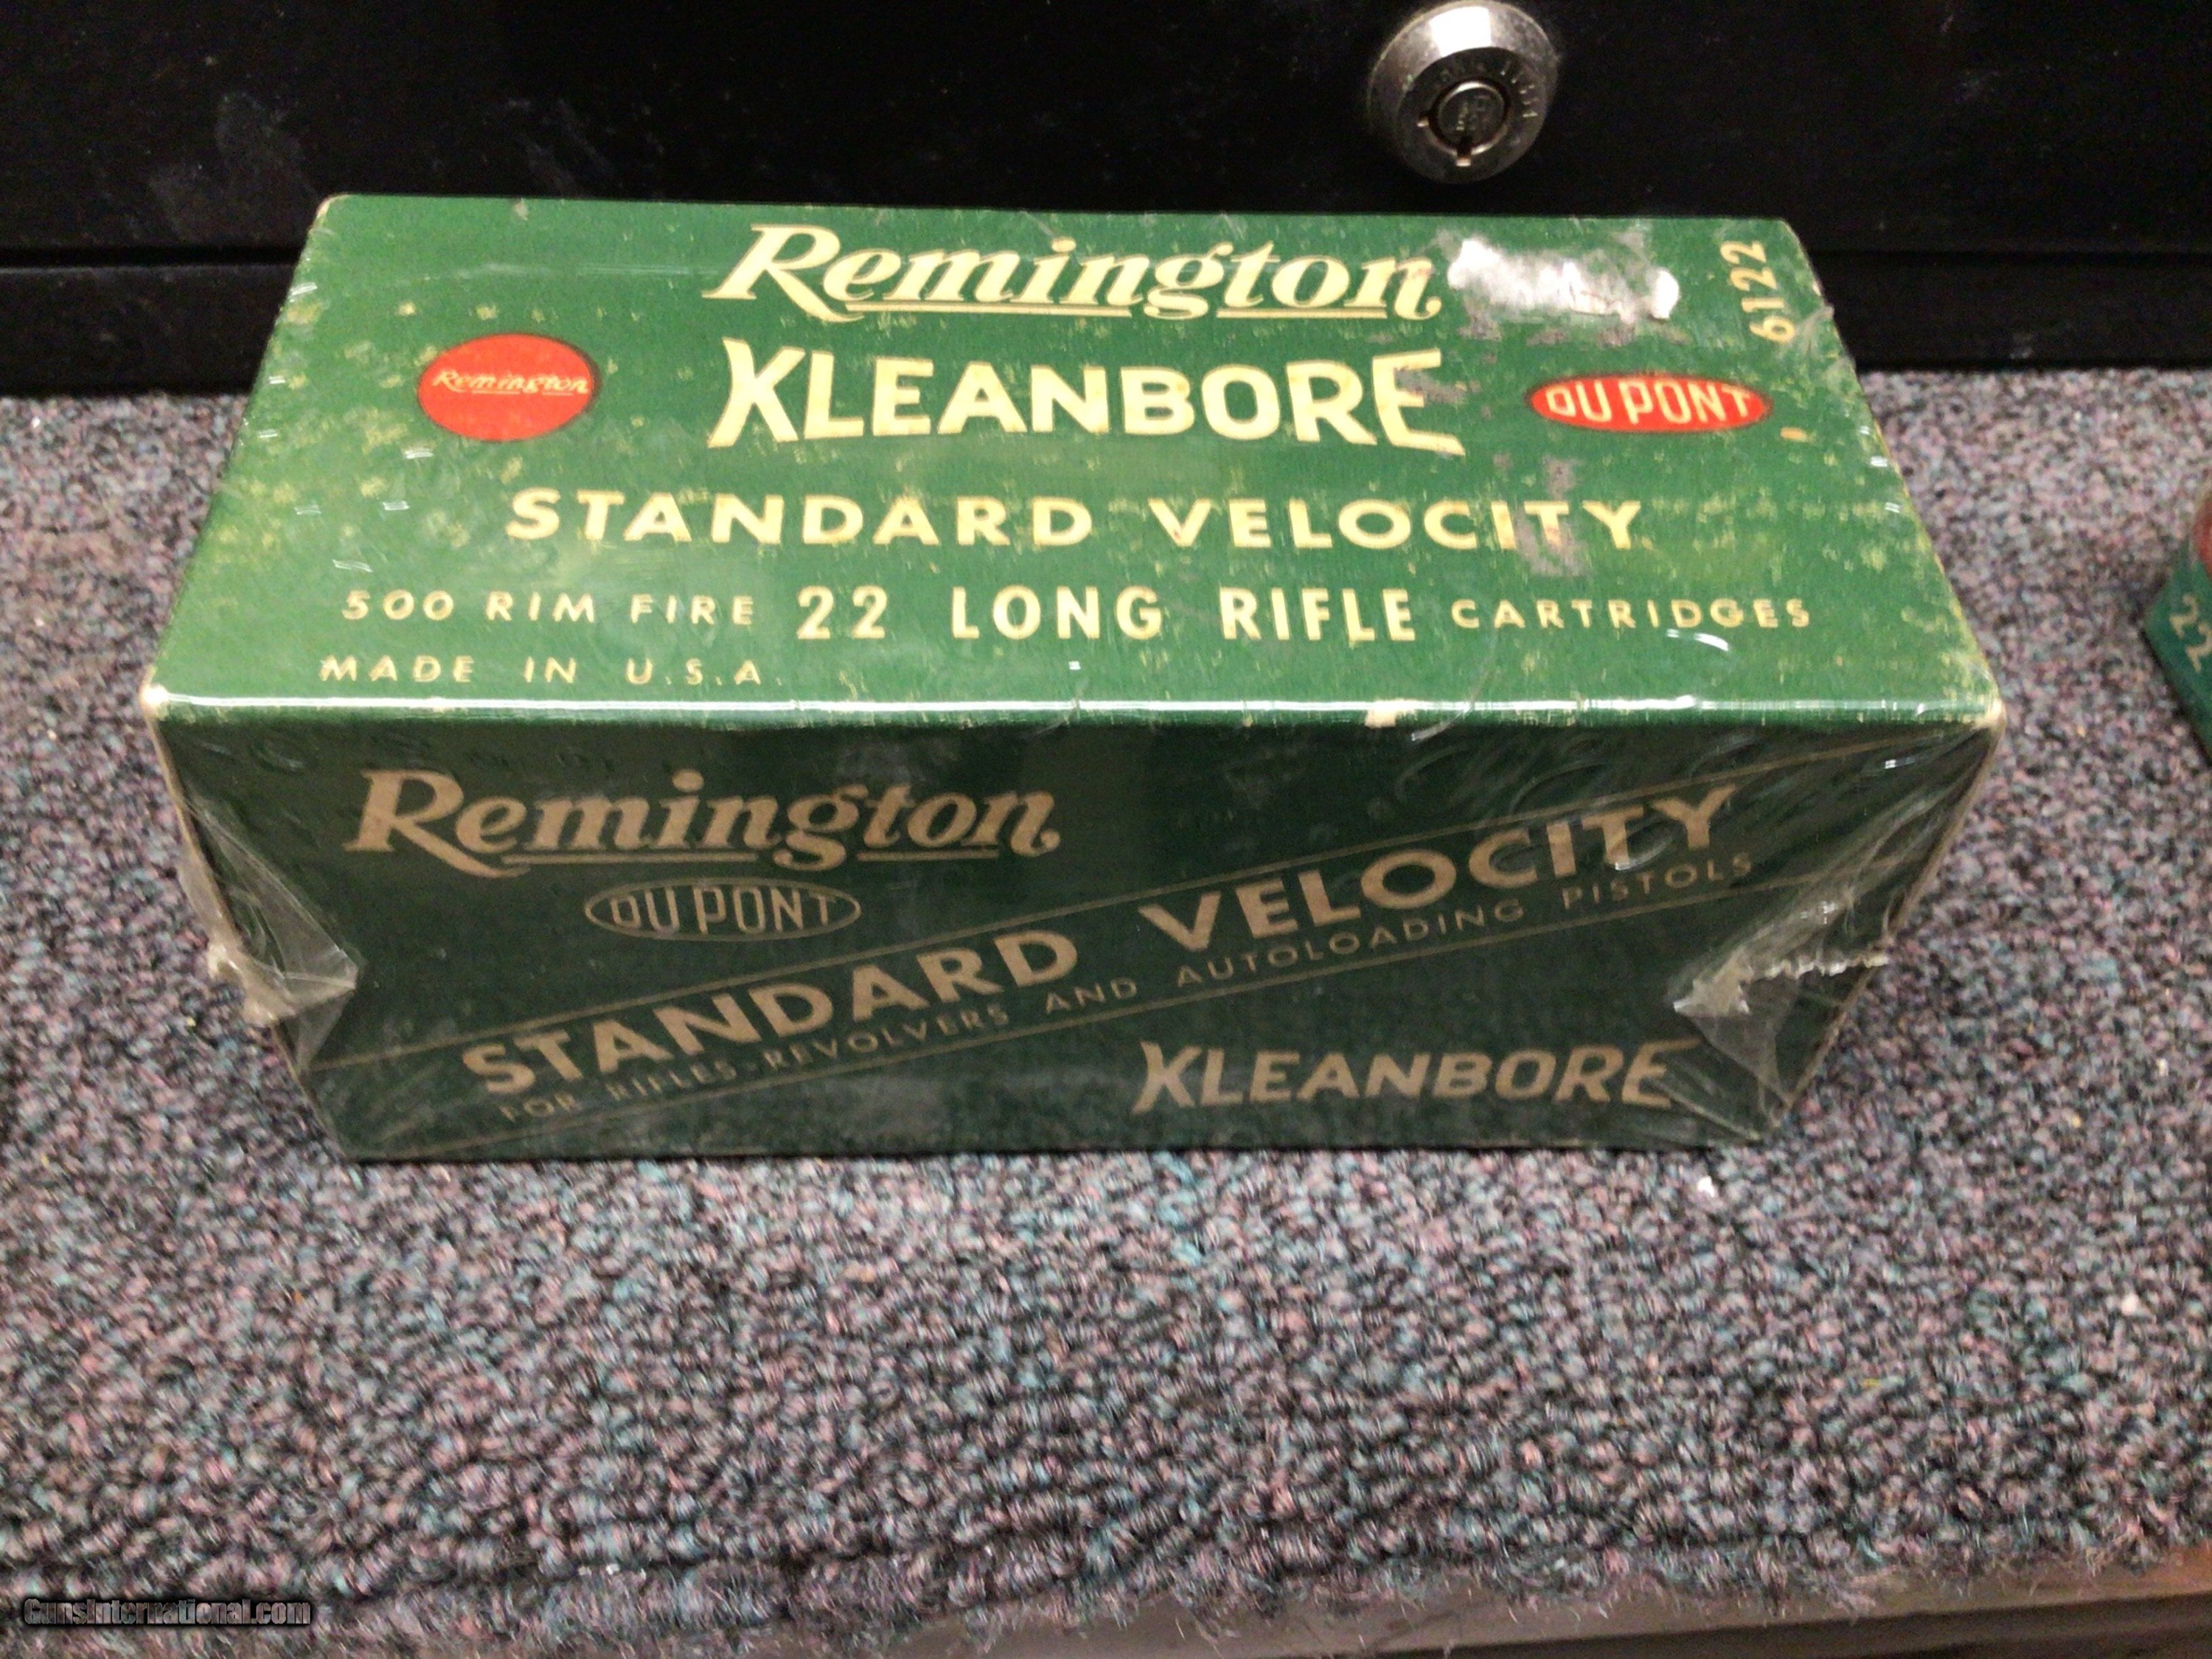 Remington
6122
Remington
KLEANBORE
DU PONT
STANDARD VELOCITY
500 RIM FIRE 22 LONG RIFLE CARTRIDGES
MADE IN U.S.A.
Remington
DU PONT
STANDARD VELOCITY
FOR RIFLES-REVOLVERS AND AUTOLOADING PISTOLS
KLEANBORE
22
GunsInternational.com